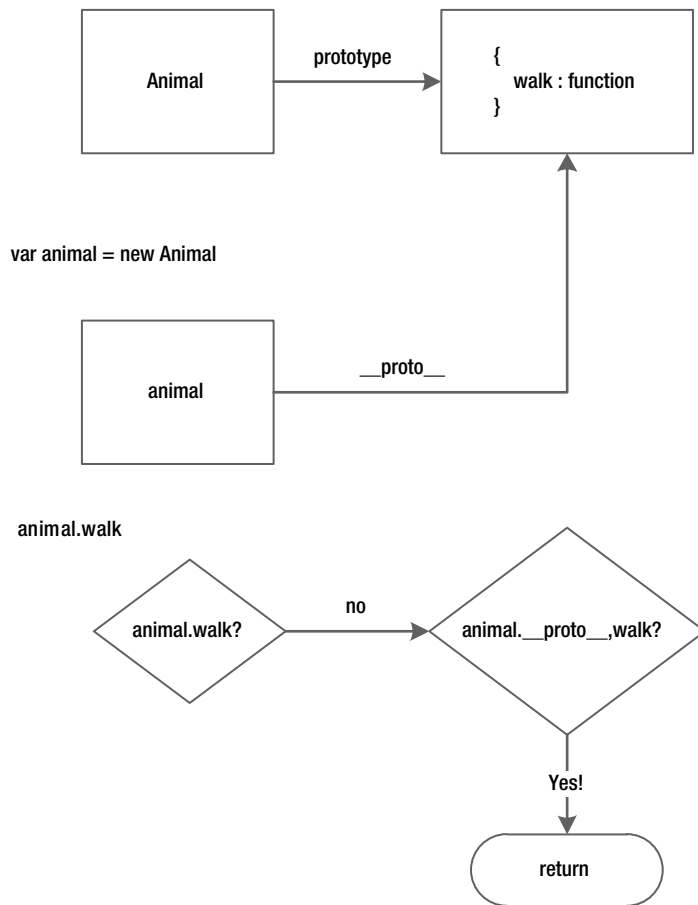 Animal
prototype
{
walk : function
}
var animal = new Animal
animal
__proto__
animal.walk
animal.walk?
no
animal.__proto__,walk?
Yes!
return